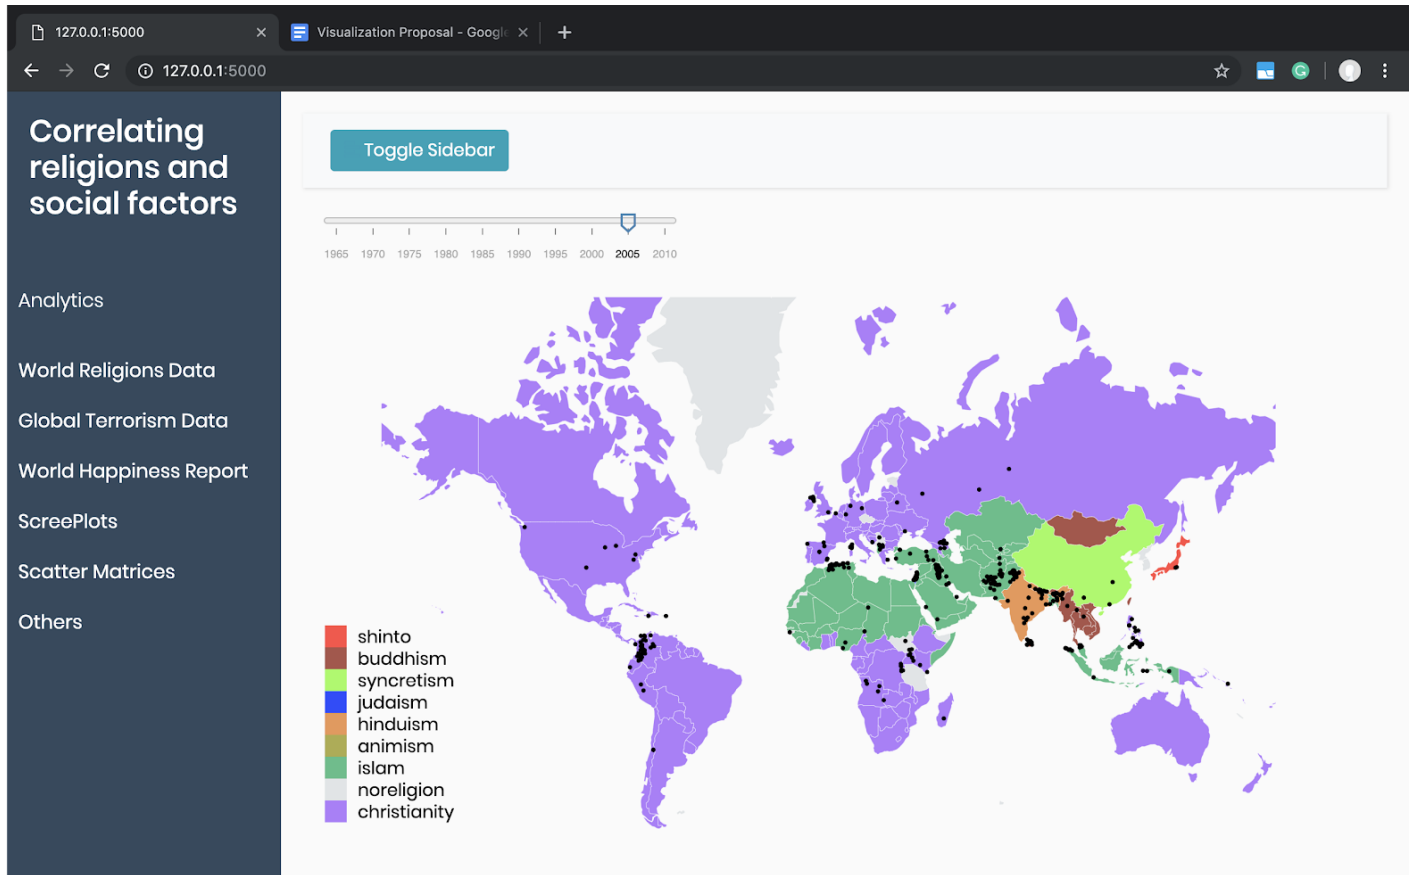 127.0.0.1:5000
Visualization Proposal - Google
127.0.0.1:5000
Correlating
religions and
social factors
Toggle Sidebar
1965 1970 1975 1980 1985 1990 1995 2000 2005 2010
Analytics
World Religions Data
Global Terrorism Data
World Happiness Report
ScreePlots
Scatter Matrices
Others
shinto
buddhism
syncretism
judaism
hinduism
animism
islam
noreligion
christianity